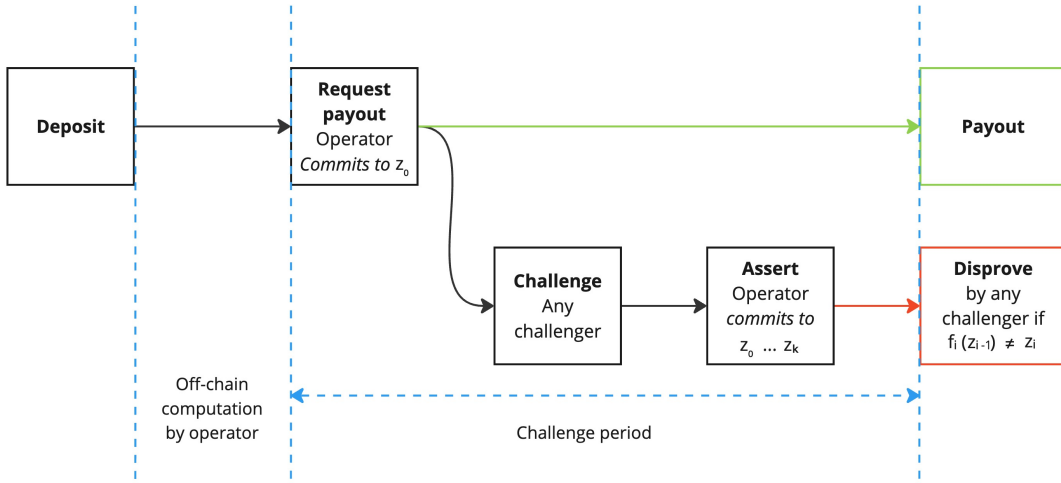 Deposit
Request
payout
Operator
Commits to z₀
Payout
Challenge
Any
challenger
Assert
Operator
commits to
z₀ ... zₖ
Disprove
by any
challenger if
fᵢ (zᵢ₋₁) ≠ zᵢ
Off-chain
computation
by operator
Challenge period